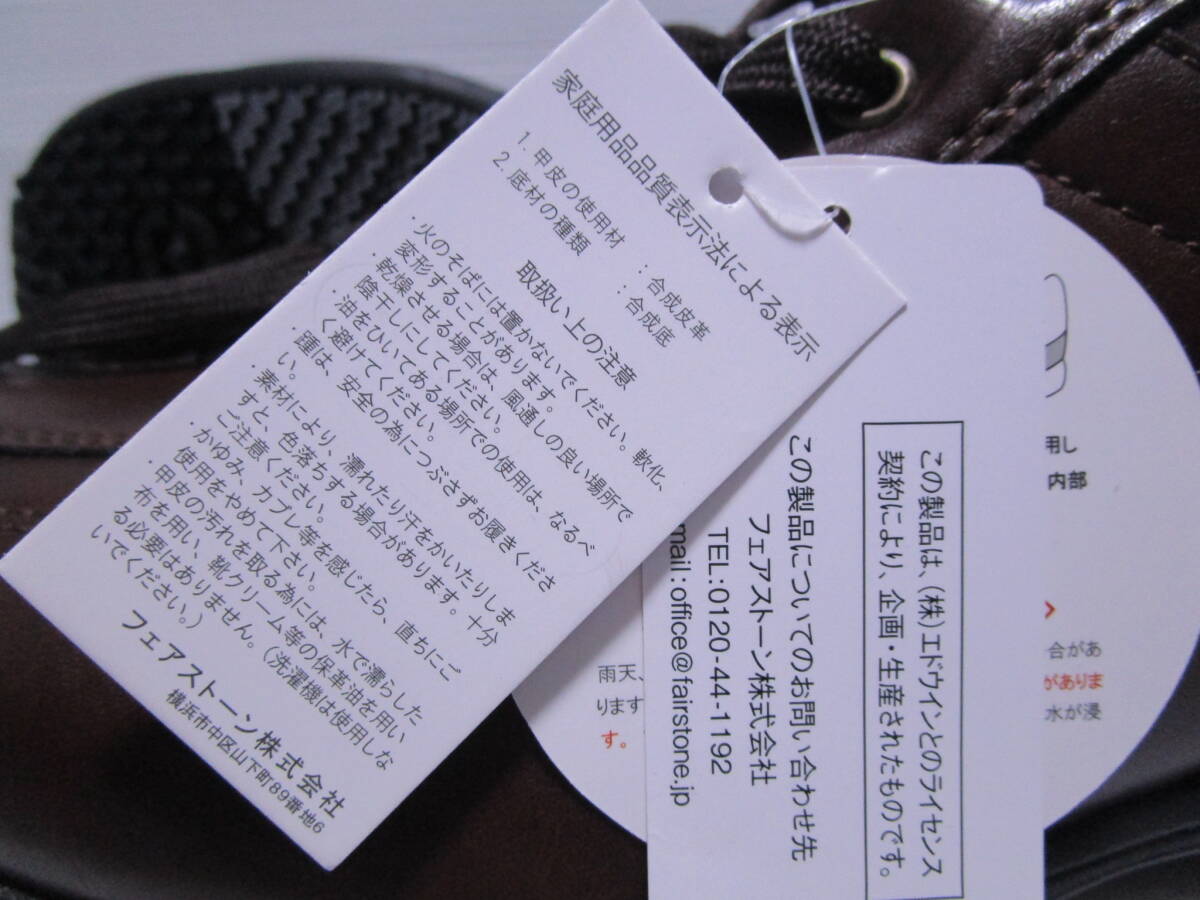 家庭用品品質表示法による表示
1. 甲皮の使用材 : 合成皮革
2. 底材の種類 : 合成底
取扱い上の注意
・火のそばには置かないでください。軟化、
変形することがあります。
・乾燥させる場合は、風通しの良い場所で
陰干しにしてください。
・油をひいてある場所での使用は、なるべ
く避けてください。
・踵は、安全の為につぶさずお履きくださ
い。
・素材により、濡れたり汗をかいたりしま
すと、色落ちする場合があります。十分
ご注意ください。
・かゆみ、カブレ等を感じたら、直ちにご
使用をやめて下さい。
・甲皮の汚れを取る為には、水で濡らした
布を用い、靴クリーム等の保革油を用い
る必要はありません。(洗濯機は使用しな
いでください。)
フェアストーン株式会社
横浜市中区山下町89番地6
この製品は、(株)エドウインとのライセンス
契約により、企画・生産されたものです。
この製品についてのお問い合わせ先
フェアストーン株式会社
TEL:0120-44-1192
mail:office@fairstone.jp
用し
内部
合があ
がありま
水が浸
雨天、
ります
す。